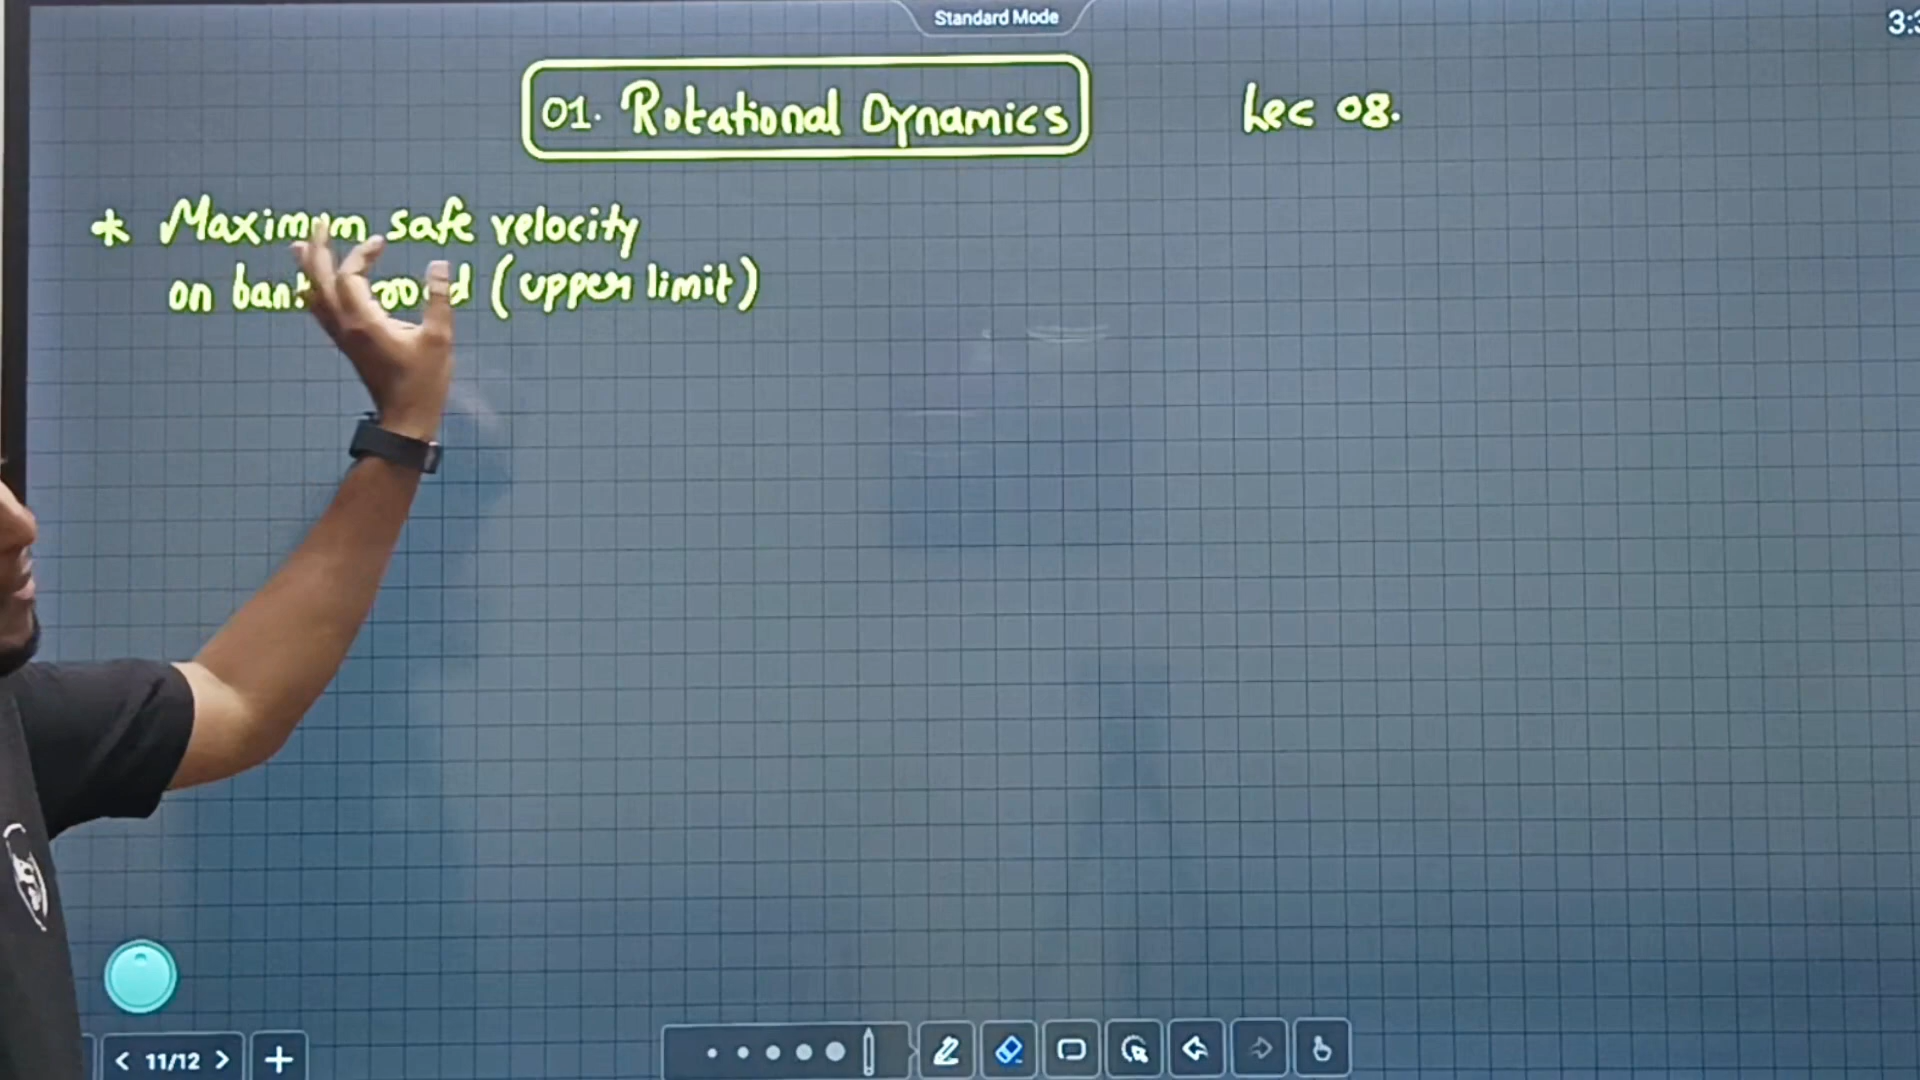 Standard Mode
01. Rotational Dynamics
Lec 08.
* Maximum safe velocity
on (upper limit)
11/12